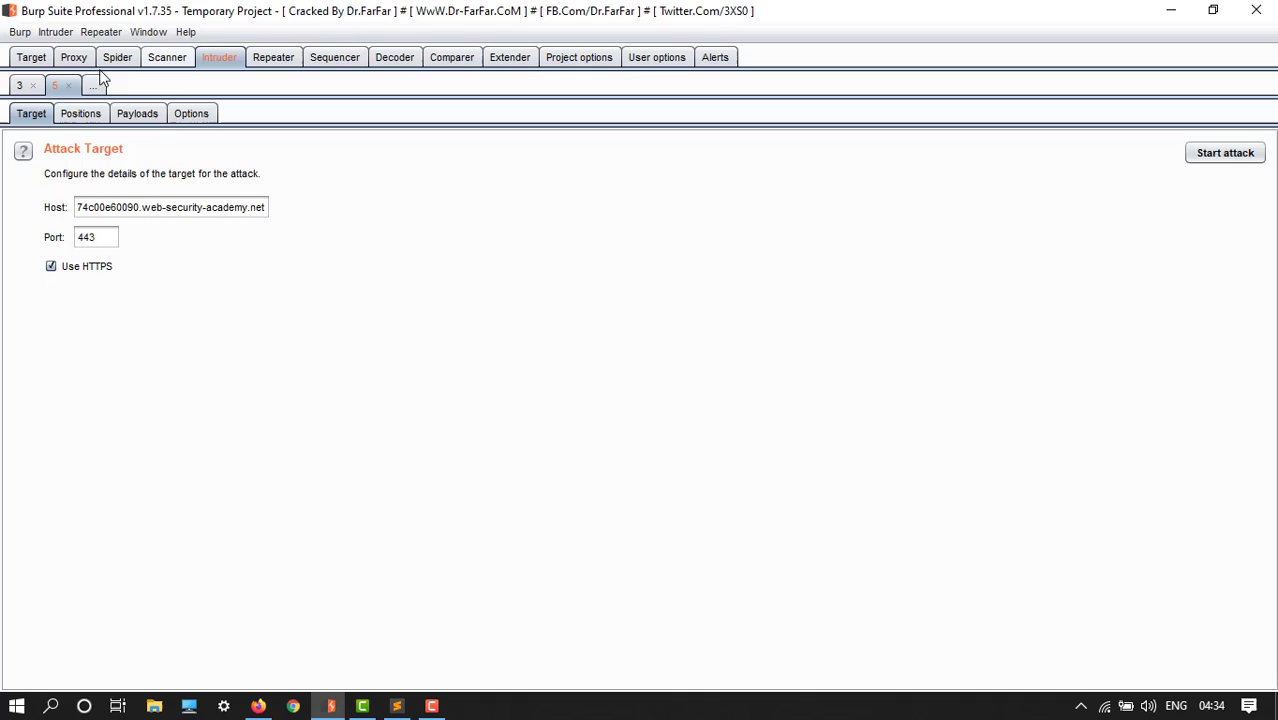 Burp Suite Professional v1.7.35 - Temporary Project - [ Cracked By Dr.FarFar ] # [ WwW.Dr-FarFar.CoM ] # [ FB.Com/Dr.FarFar ] # [ Twitter.Com/3XS0 ]
Burp Intruder Repeater Window Help
Target Proxy Spider Scanner Intruder Repeater Sequencer Decoder Comparer Extender Project options User options Alerts
3 × 5 × ...
Target Positions Payloads Options
? Attack Target
Start attack
Configure the details of the target for the attack.
Host: 74c00e60090.web-security-academy.net
Port: 443
Use HTTPS
ENG 04:34